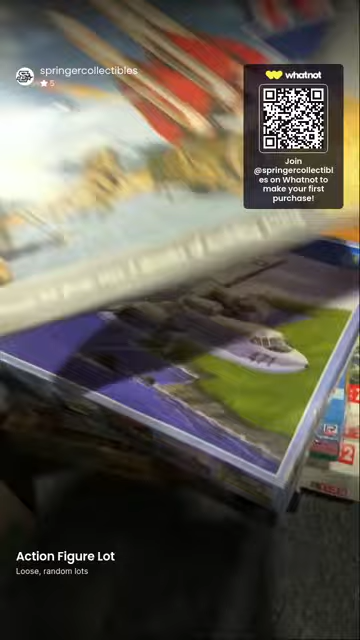 springercollectibles
★ 5
whatnot
Join
@springercollectibl
es on Whatnot to
make your first
purchase!
Action Figure Lot
Loose, random lots